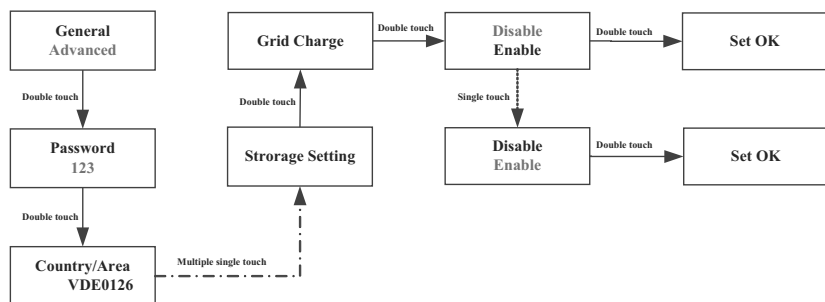 General
Advanced
Double touch
Password
123
Double touch
Country/Area
VDE0126
Multiple single touch
Strorage Setting
Double touch
Grid Charge
Double touch
Disable
Enable
Double touch
Set OK
Single touch
Disable
Enable
Double touch
Set OK